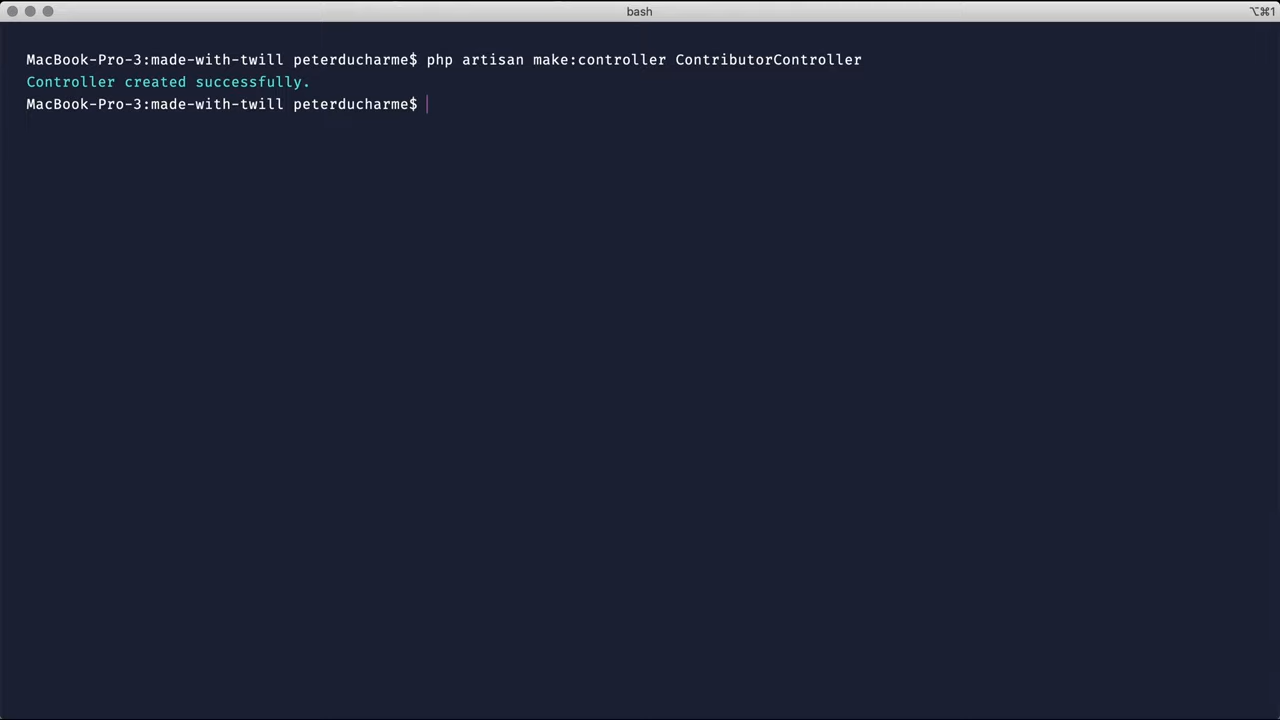 bash
⌥⌘1
MacBook-Pro-3:made-with-twill peterducharme$ php artisan make:controller ContributorController
Controller created successfully.
MacBook-Pro-3:made-with-twill peterducharme$